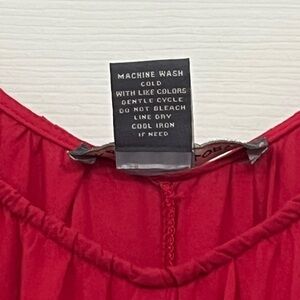 MACHINE WASH
COLD
WITH LIKE COLORS
GENTLE CYCLE
DO NOT BLEACH
LINE DRY
COOL IRON
IF NEED